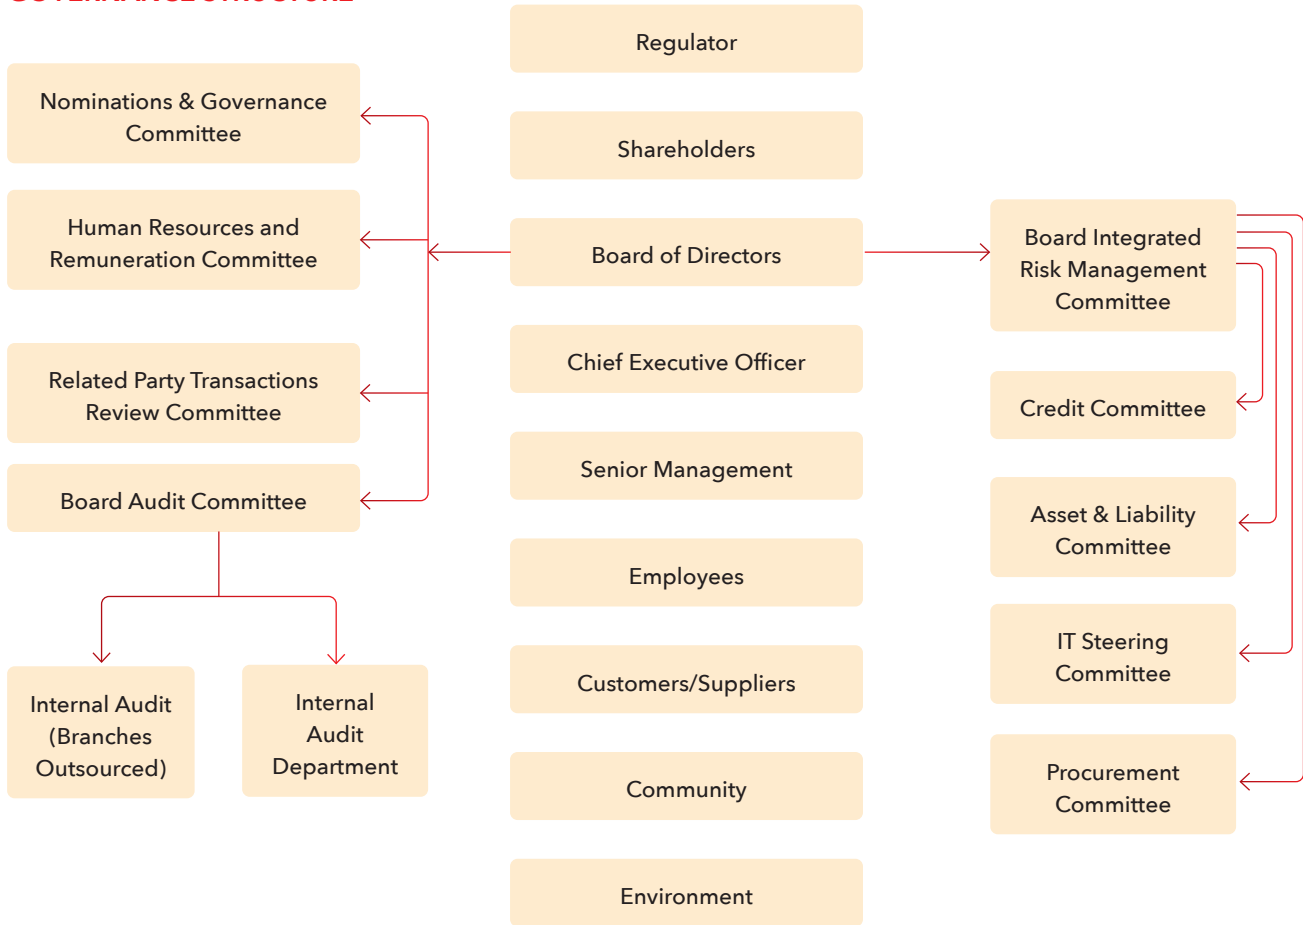 GOVERNANCE STRUCTURE
Regulator
Nominations & Governance
Committee
Shareholders
Human Resources and
Remuneration Committee
Board of Directors
Board Integrated
Risk Management
Committee
Chief Executive Officer
Related Party Transactions
Review Committee
Credit Committee
Senior Management
Board Audit Committee
Asset & Liability
Committee
Employees
IT Steering
Committee
Customers/Suppliers
Internal Audit
(Branches
Outsourced)
Internal
Audit
Department
Community
Procurement
Committee
Environment